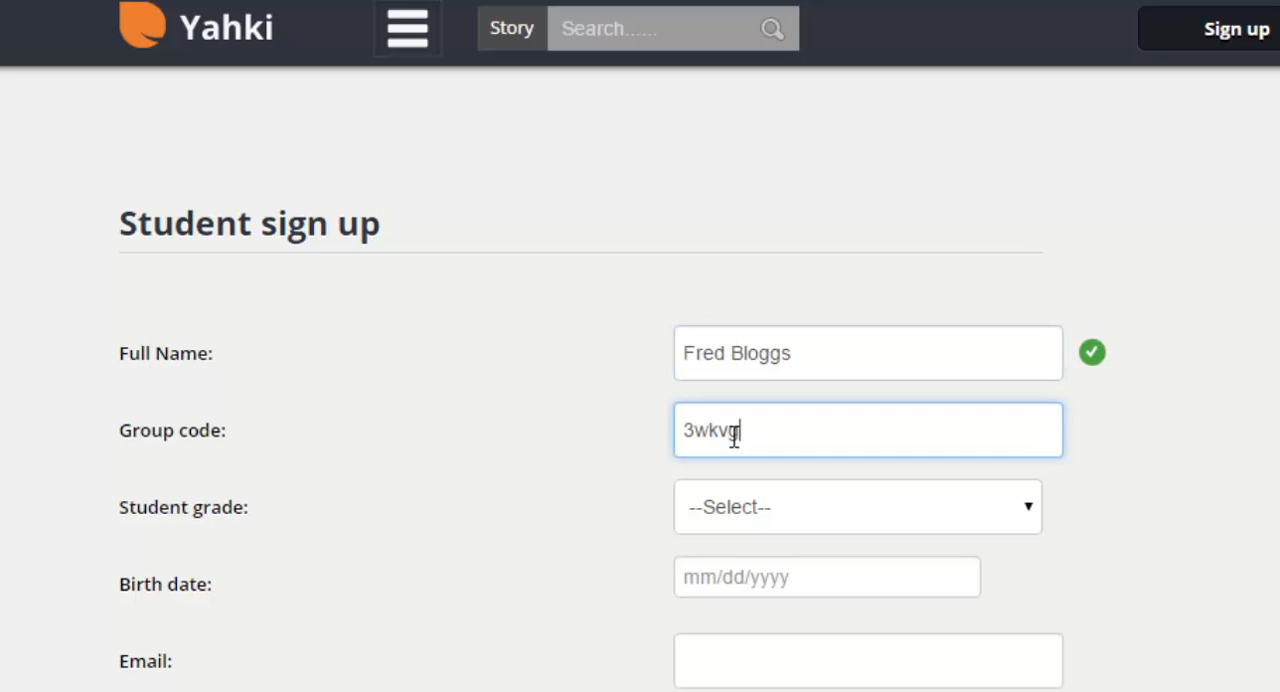 Yahki
Story Search......
Sign up
Student sign up
Full Name: Fred Bloggs
Group code: 3wkvg
Student grade: --Select--
Birth date: mm/dd/yyyy
Email: